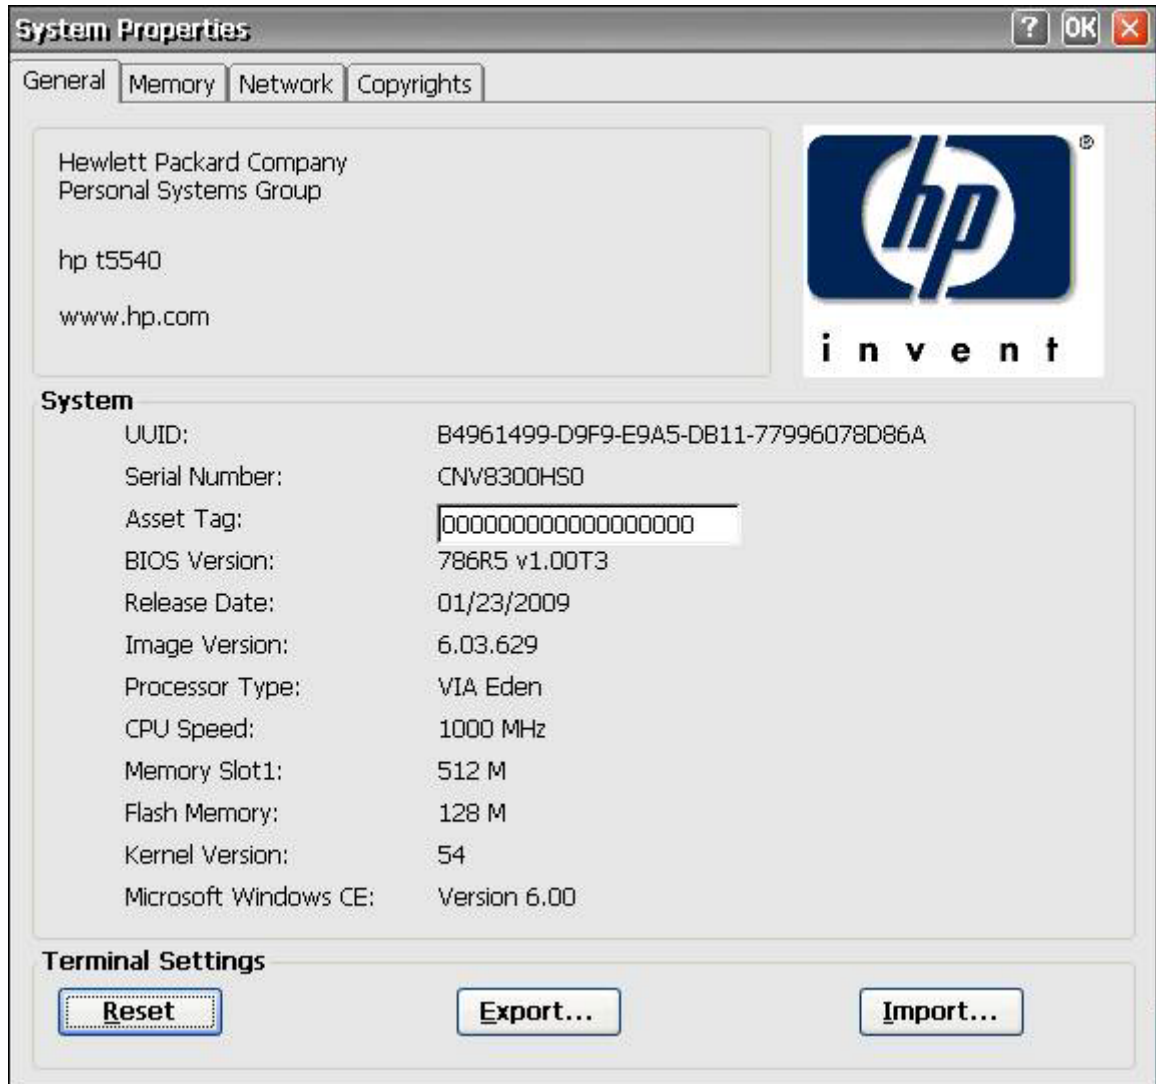 System Properties
? OK
General Memory Network Copyrights
Hewlett Packard Company
Personal Systems Group
hp t5540
www.hp.com
hp ®
invent
System
UUID: B4961499-D9F9-E9A5-DB11-77996078D86A
Serial Number: CNV8300HS0
Asset Tag: 000000000000000000
BIOS Version: 786R5 v1.00T3
Release Date: 01/23/2009
Image Version: 6.03.629
Processor Type: VIA Eden
CPU Speed: 1000 MHz
Memory Slot1: 512 M
Flash Memory: 128 M
Kernel Version: 54
Microsoft Windows CE: Version 6.00
Terminal Settings
Reset Export... Import...